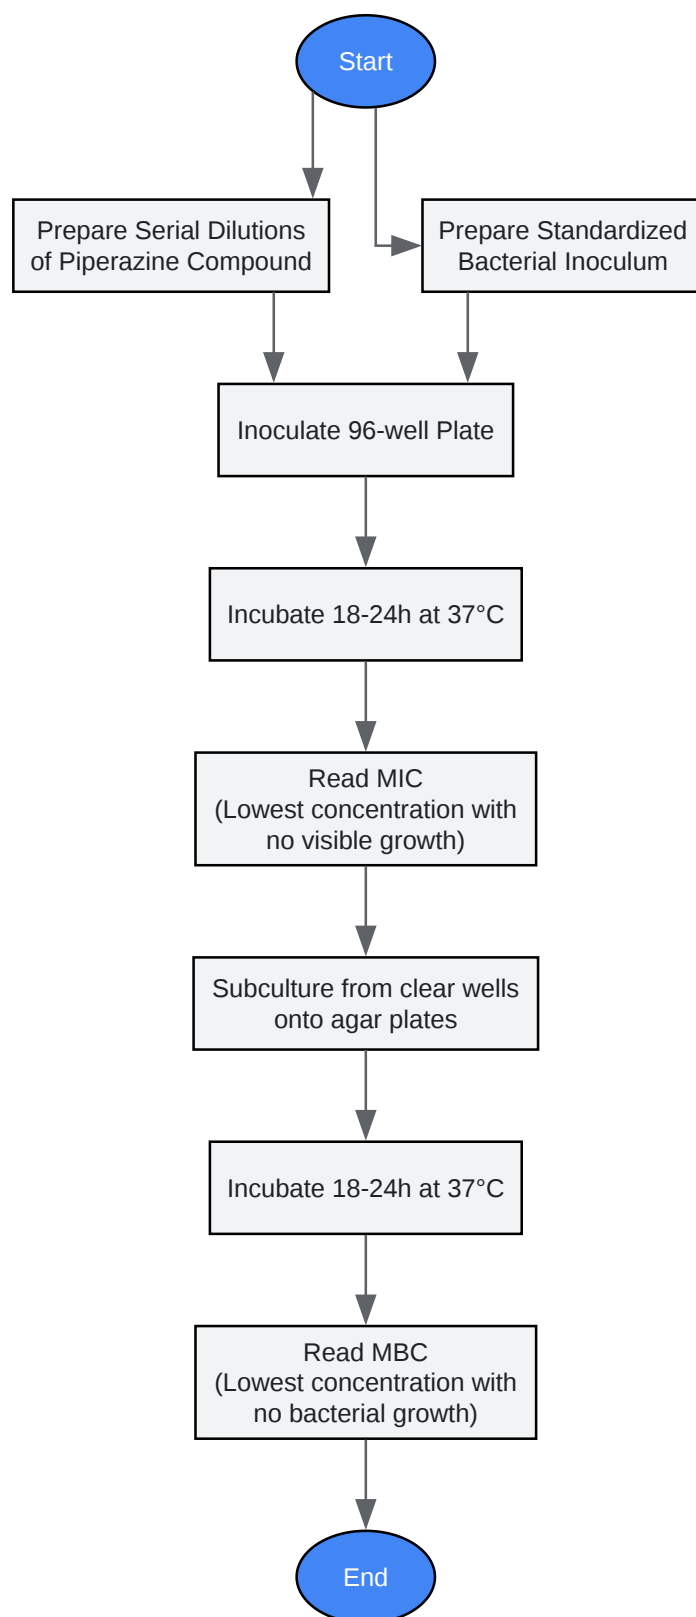 Start
Prepare Serial Dilutions
of Piperazine Compound
Prepare Standardized
Bacterial Inoculum
Inoculate 96-well Plate
Incubate 18-24h at 37°C
Read MIC
(Lowest concentration with
no visible growth)
Subculture from clear wells
onto agar plates
Incubate 18-24h at 37°C
Read MBC
(Lowest concentration with
no bacterial growth)
End